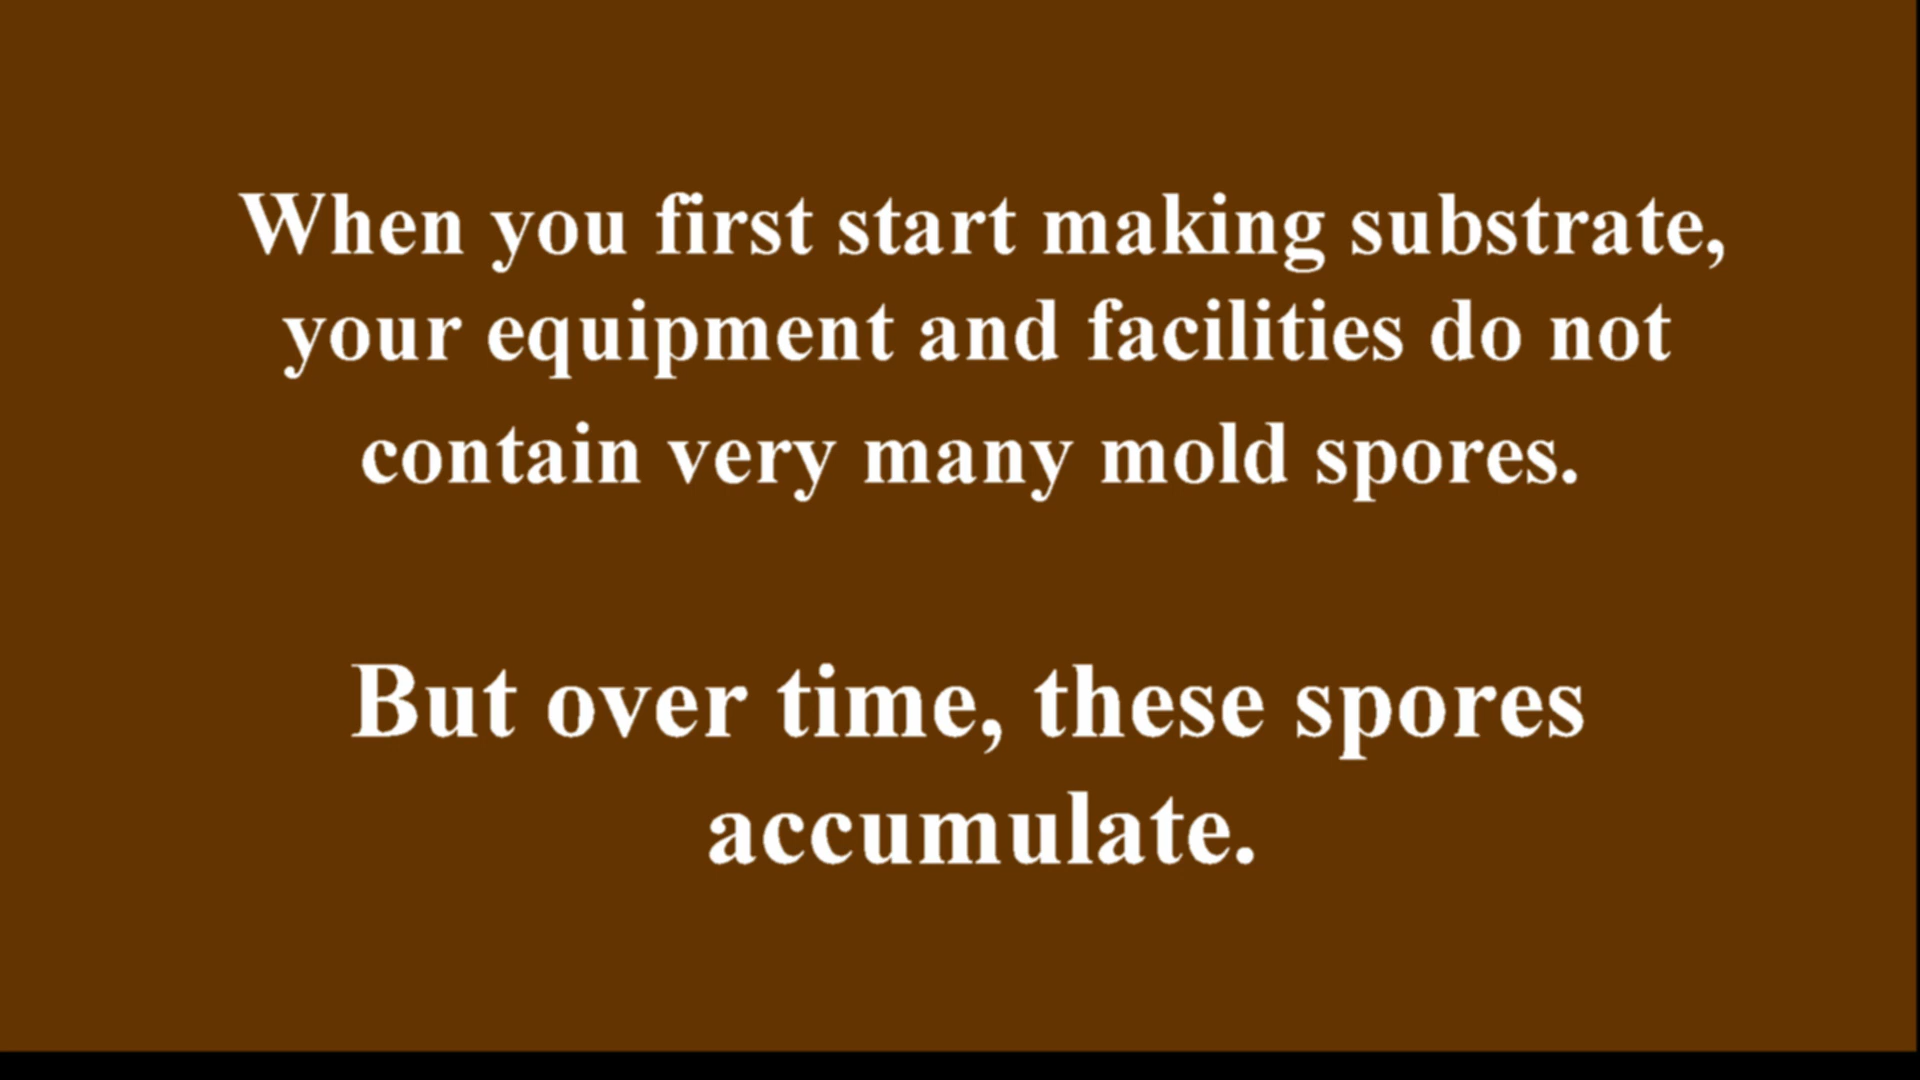 When you first start making substrate,
your equipment and facilities do not
contain very many mold spores.
But over time, these spores
accumulate.